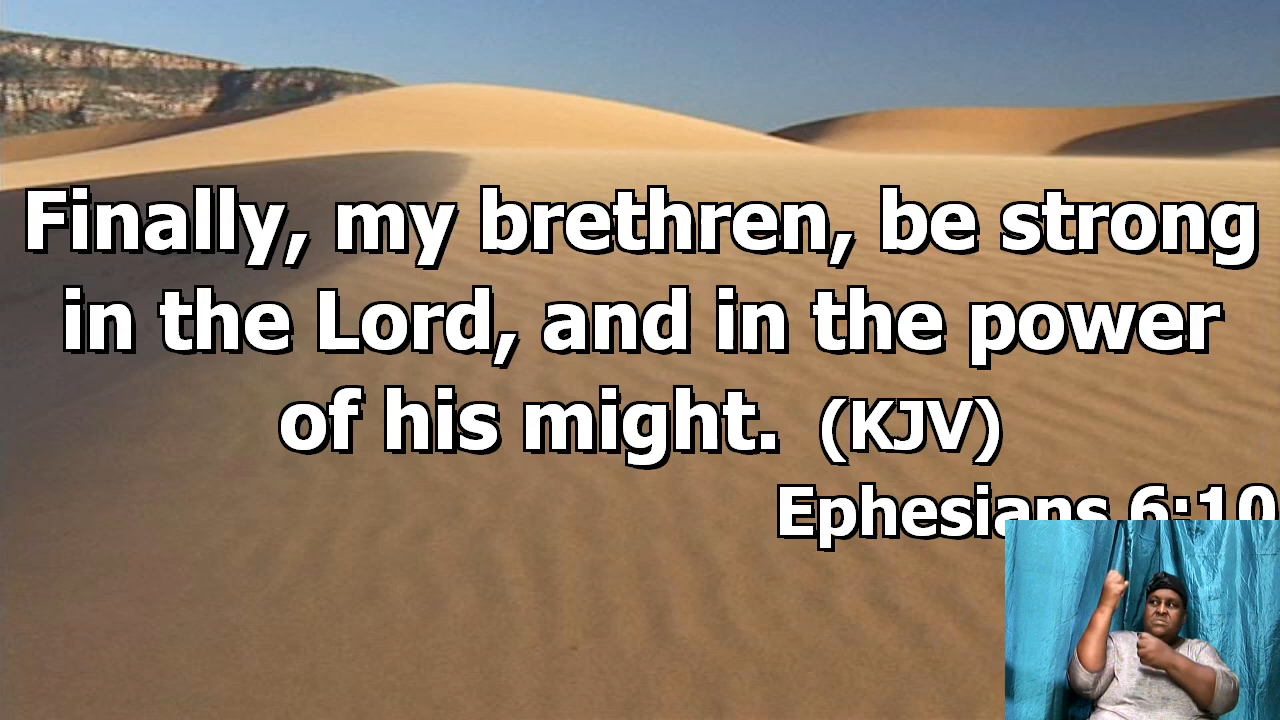 Finally, my brethren, be strong
in the Lord, and in the power
of his might. (KJV)
Ephesians 6:10